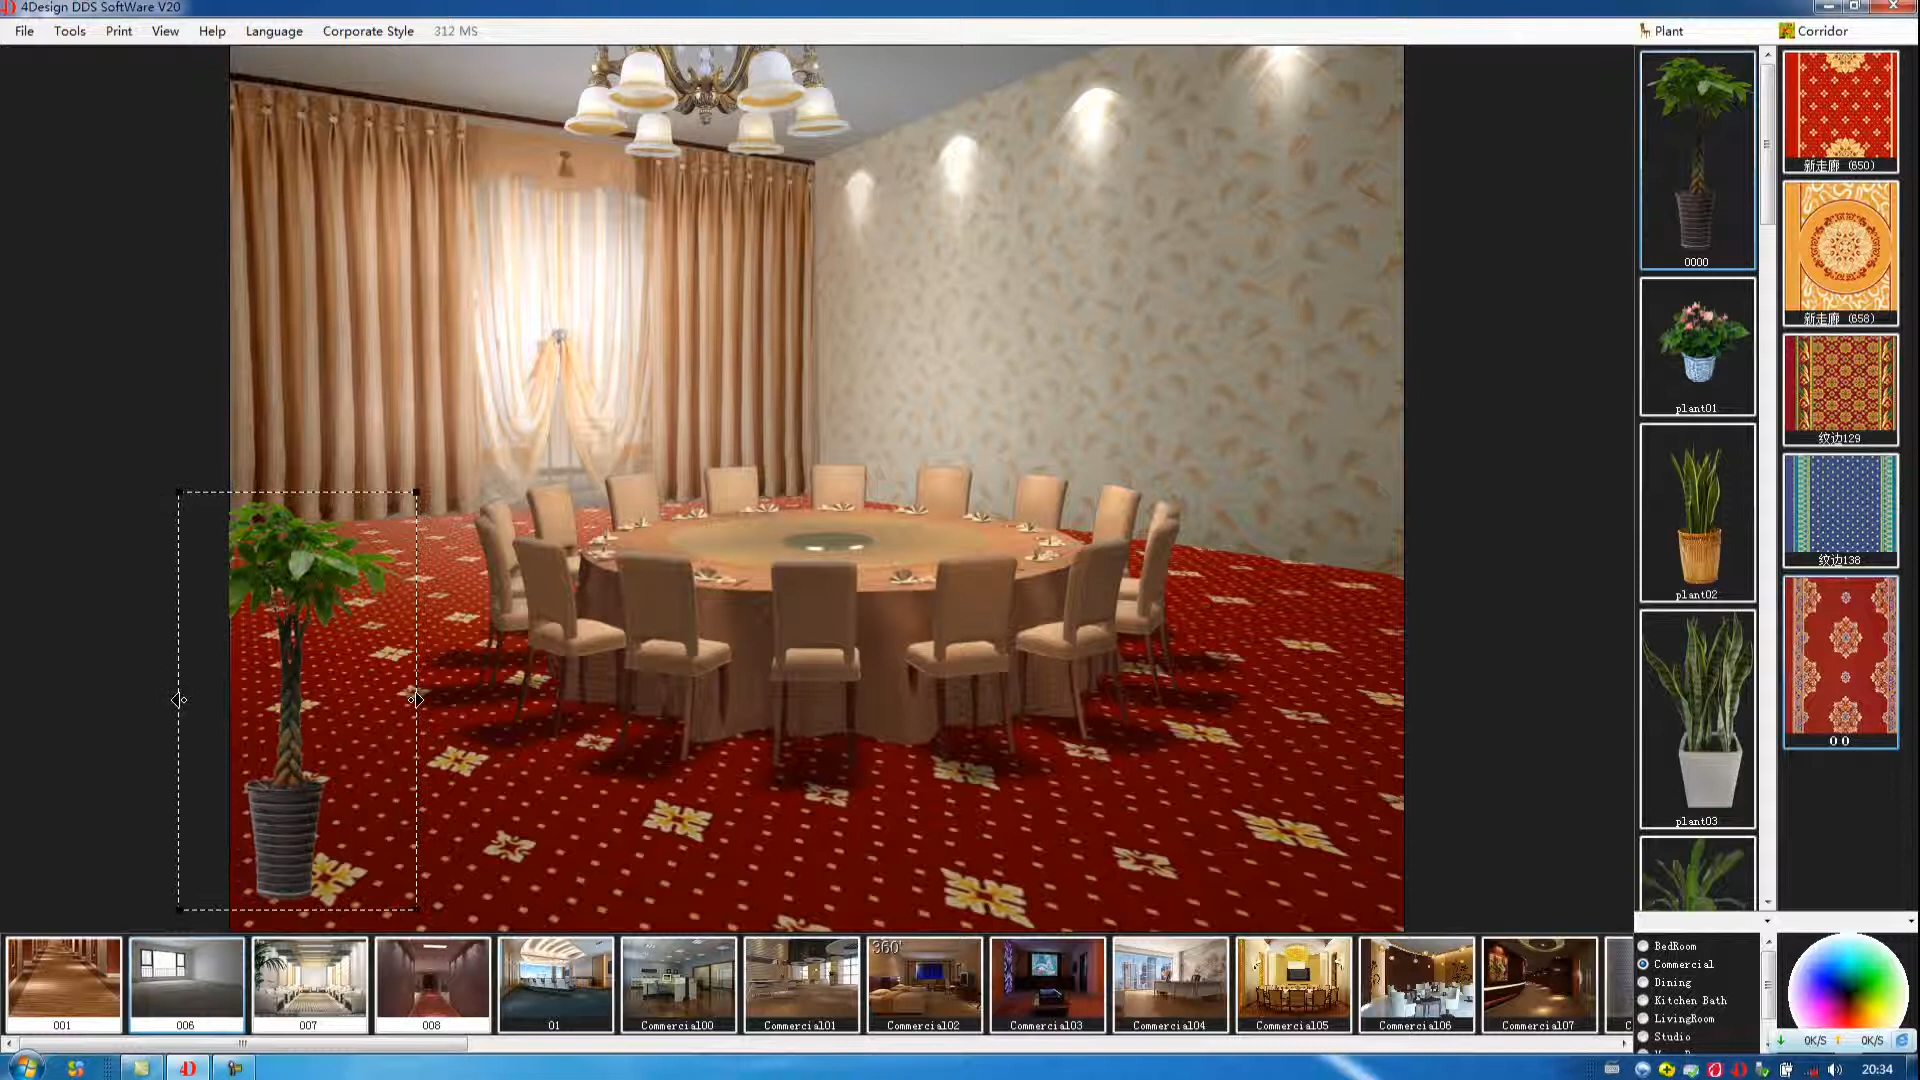 4Design DDS SoftWare V20
File Tools Print View Help Language Corporate Style 312 MS
Plant
Corridor
0000
plant01
plant02
plant03
新走廊 (650)
新走廊 (658)
纹边129
纹边138
0 0
001 006 007 008 01 Commercial00 Commercial01 Commercial02 Commercial03 Commercial04 Commercial05 Commercial06 Commercial07
360°
BedRoom
Commercial
Dining
Kitchen Bath
LivingRoom
Studio
0K/S 0K/S
20:34